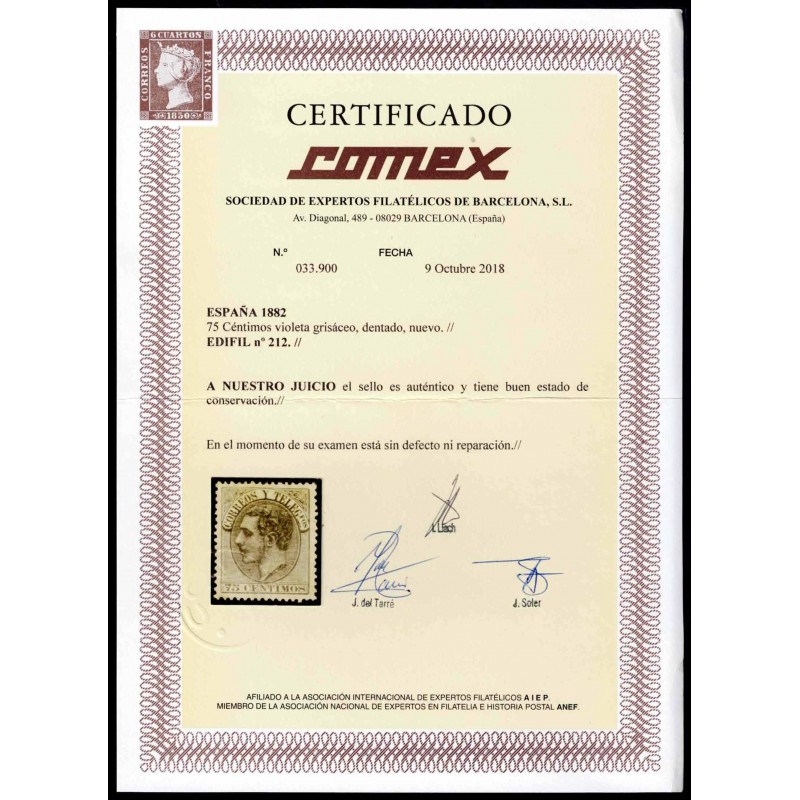 6 CUARTOS
CORREOS
FRANCO
1850
CERTIFICADO
comex
SOCIEDAD DE EXPERTOS FILATÉLICOS DE BARCELONA, S.L.
Av. Diagonal, 489 - 08029 BARCELONA (España)
N.º FECHA
033.900 9 Octubre 2018
ESPAÑA 1882
75 Céntimos violeta grisáceo, dentado, nuevo. //
EDIFIL nº 212. //
A NUESTRO JUICIO el sello es auténtico y tiene buen estado de
conservación.//
En el momento de su examen está sin defecto ni reparación.//
CORREOS Y TELEGFOS
75 CENTIMOS
Llach
J. del Tarré
J. Soler
AFILIADO A LA ASOCIACIÓN INTERNACIONAL DE EXPERTOS FILATÉLICOS A I E P.
MIEMBRO DE LA ASOCIACIÓN NACIONAL DE EXPERTOS EN FILATELIA E HISTORIA POSTAL ANEF.